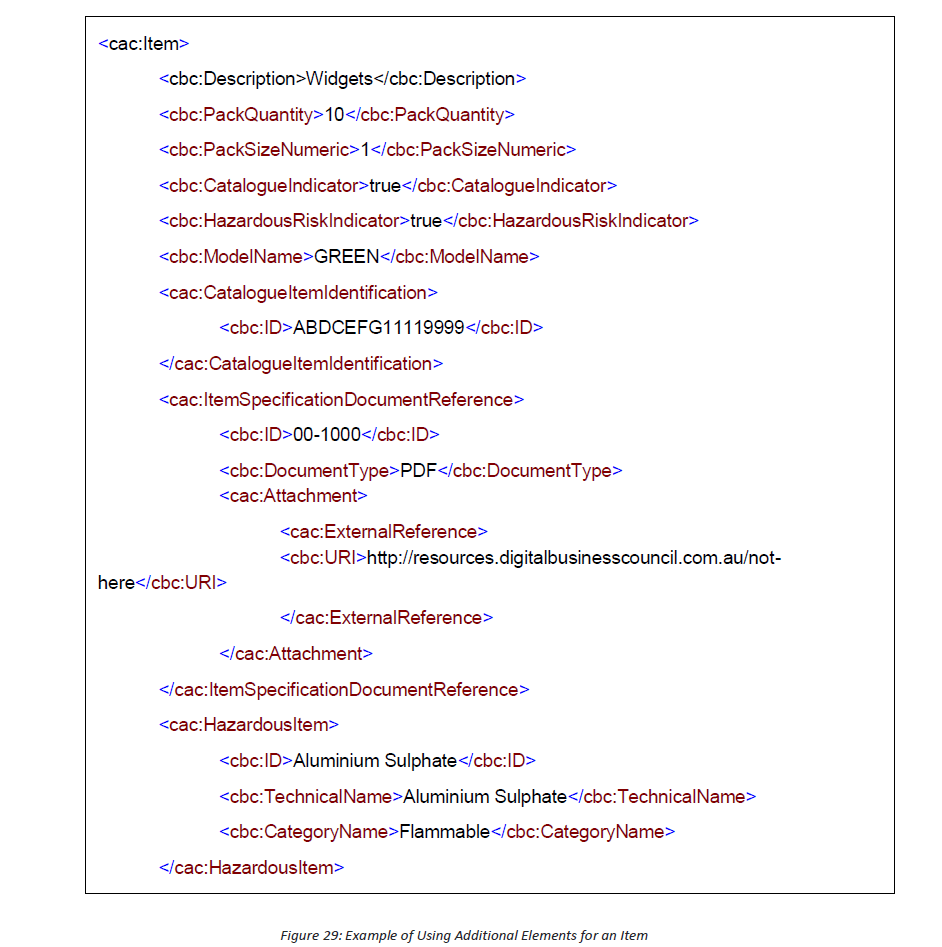 <cac:Item>
<cbc:Description>Widgets</cbc:Description>
<cbc:PackQuantity>10</cbc:PackQuantity>
<cbc:PackSizeNumeric>1</cbc:PackSizeNumeric>
<cbc:CatalogueIndicator>true</cbc:CatalogueIndicator>
<cbc:HazardousRiskIndicator>true</cbc:HazardousRiskIndicator>
<cbc:ModelName>GREEN</cbc:ModelName>
<cac:CatalogueItemIdentification>
<cbc:ID>ABDCEFG11119999</cbc:ID>
</cac:CatalogueItemIdentification>
<cac:ItemSpecificationDocumentReference>
<cbc:ID>00-1000</cbc:ID>
<cbc:DocumentType>PDF</cbc:DocumentType>
<cac:Attachment>
<cac:ExternalReference>
<cbc:URI>http://resources.digitalbusinesscouncil.com.au/not-
here</cbc:URI>
</cac:ExternalReference>
</cac:Attachment>
</cac:ItemSpecificationDocumentReference>
<cac:HazardousItem>
<cbc:ID>Aluminium Sulphate</cbc:ID>
<cbc:TechnicalName>Aluminium Sulphate</cbc:TechnicalName>
<cbc:CategoryName>Flammable</cbc:CategoryName>
</cac:HazardousItem>
Figure 29: Example of Using Additional Elements for an Item